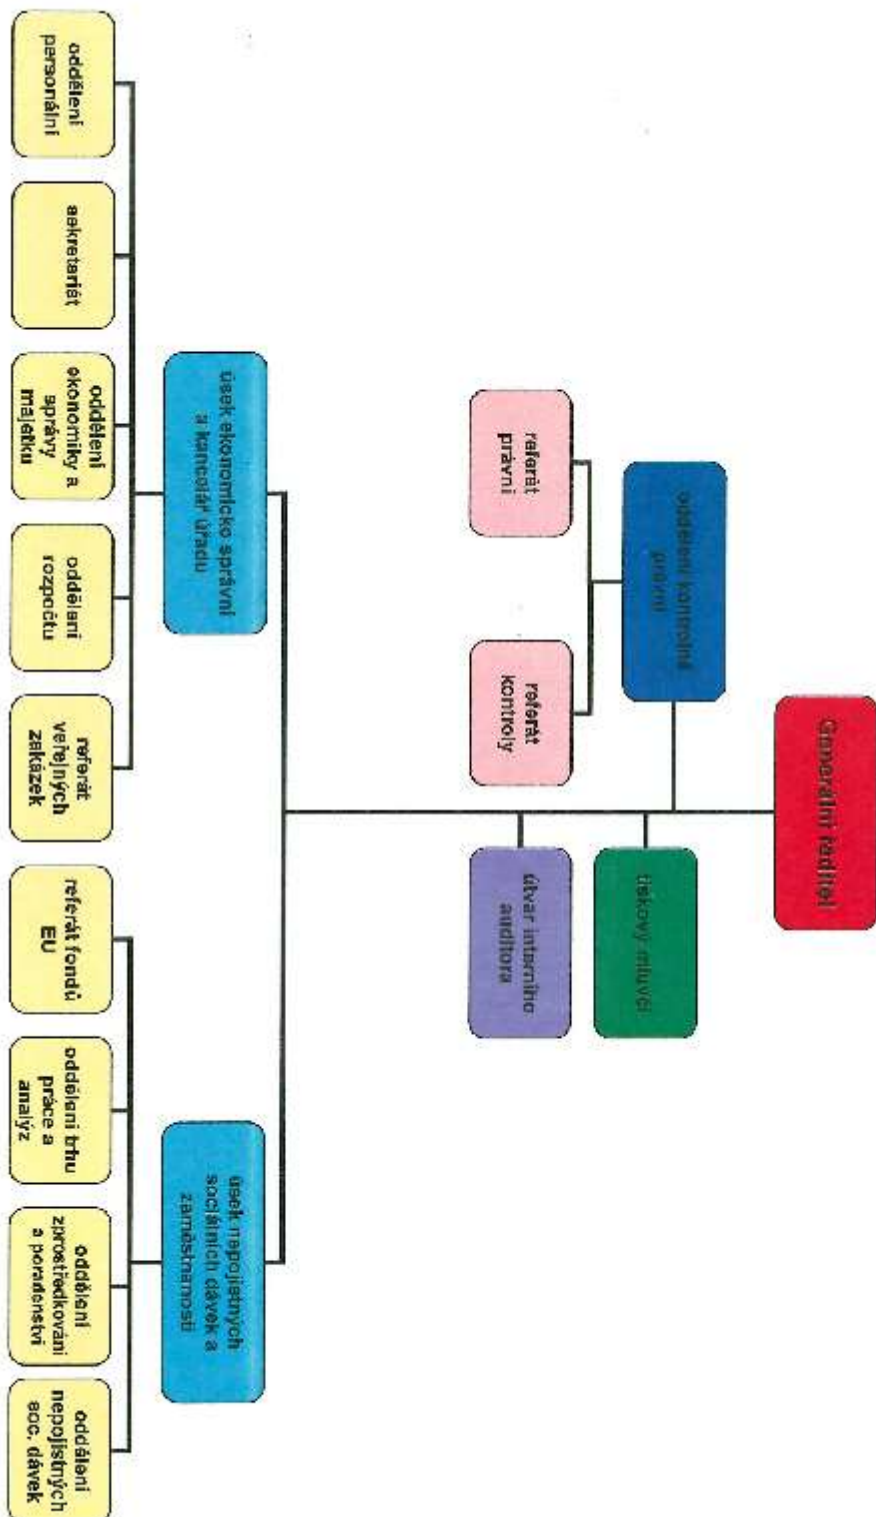 Generální ředitel
oddělení kontrolně
právní
tiskový mluvčí
referát
právní
referát
kontroly
útvar interního
auditora
úsek ekonomicko správní
a kancelář úřadu
úsek nepojistných
sociálních dávek a
zaměstnanosti
oddělení
personální
sekretariát
oddělení
ekonomiky a
správy
majetku
oddělení
rozpočtu
referát
veřejných
zakázek
referát fondů
EU
oddělení trhu
práce a
analýz
oddělení
zprostředkování
a poradenství
oddělení
nepojistných
soc. dávek